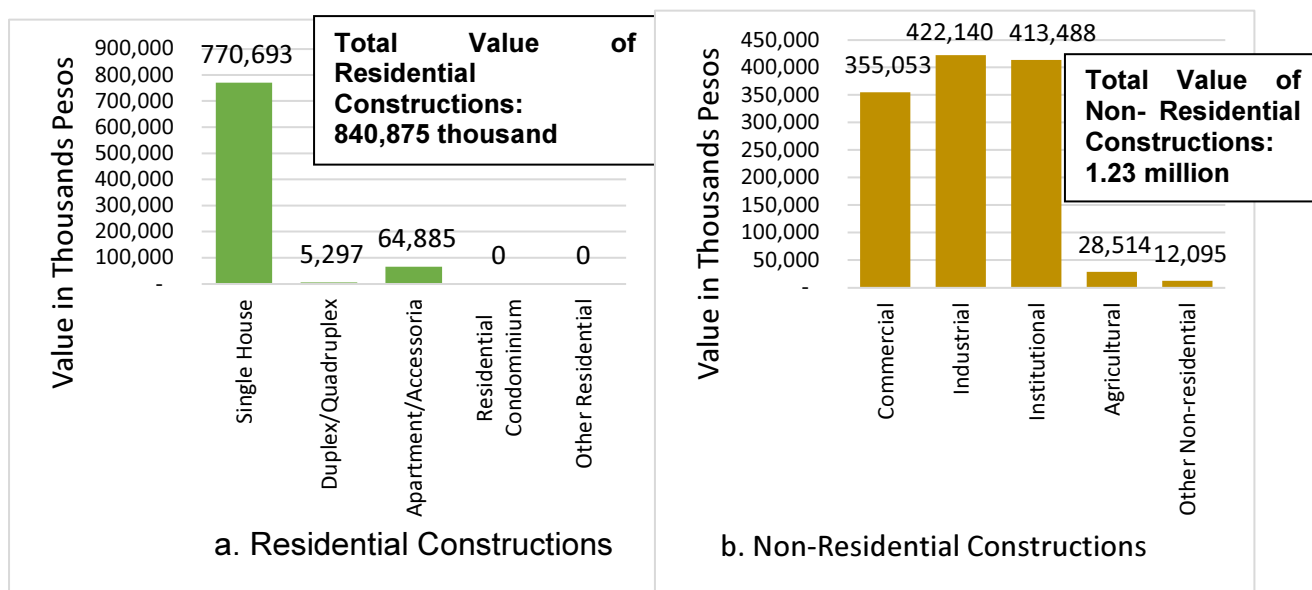 Value in Thousands Pesos
900,000
800,000
700,000
600,000
500,000
400,000
300,000
200,000
100,000
-
770,693
5,297
64,885
0
0
Single House
Duplex/Quadruplex
Apartment/Accessoria
Residential
Condominium
Other Residential
Total Value of
Residential
Constructions:
840,875 thousand
a. Residential Constructions
Value in Thousands Pesos
450,000
400,000
350,000
300,000
250,000
200,000
150,000
100,000
50,000
-
355,053
422,140
413,488
28,514
12,095
Commercial
Industrial
Institutional
Agricultural
Other Non-residential
Total Value of
Non- Residential
Constructions:
1.23 million
b. Non-Residential Constructions